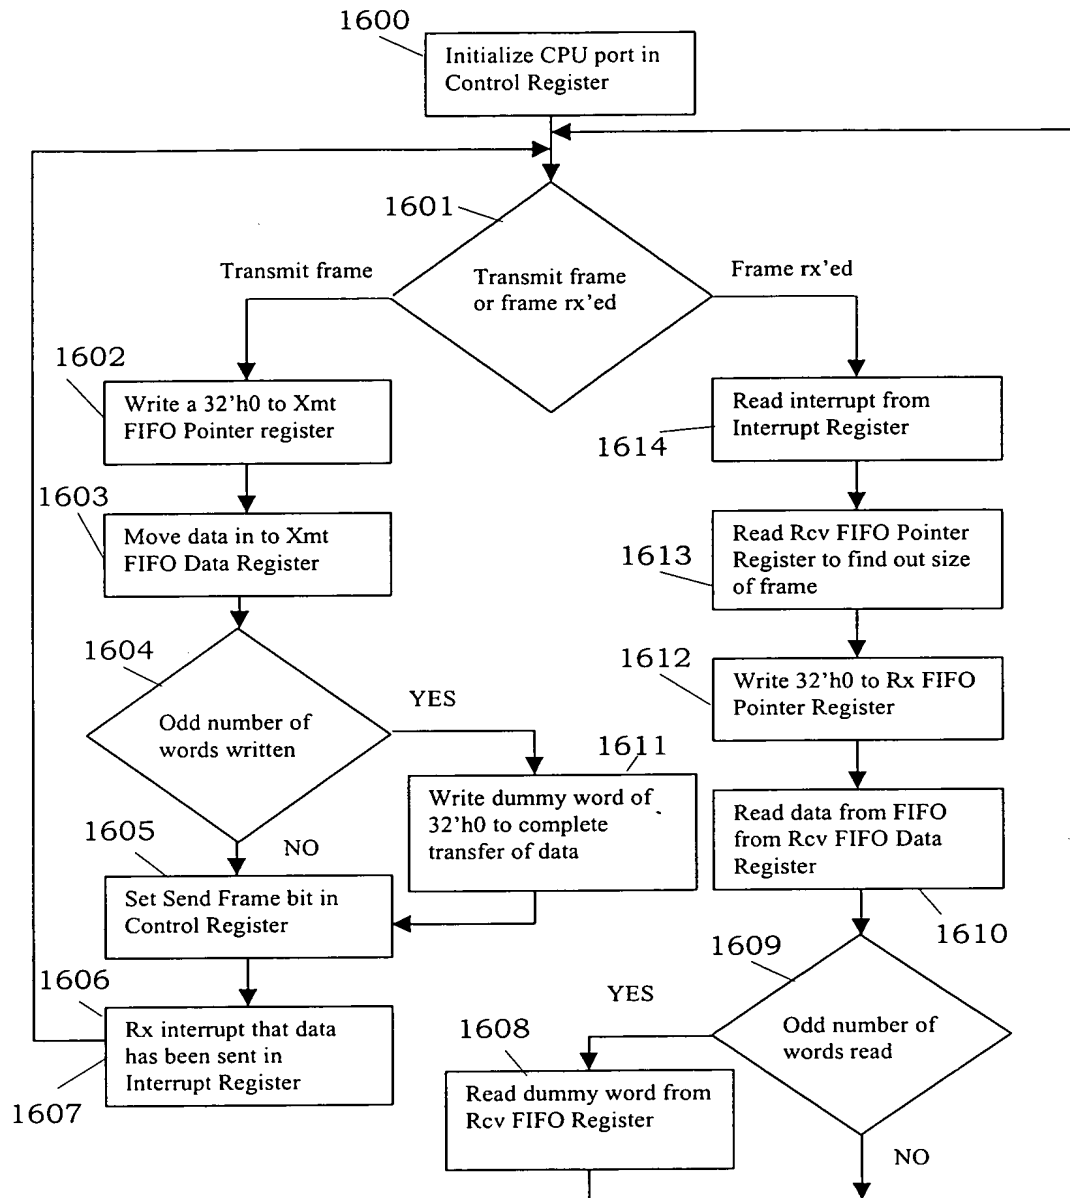 1600
Initialize CPU port in
Control Register
1601
Transmit frame
Transmit frame
or frame rx'ed
Frame rx'ed
1602
Write a 32'h0 to Xmt
FIFO Pointer register
Read interrupt from
Interrupt Register
1614
1603
Move data in to Xmt
FIFO Data Register
Read Rcv FIFO Pointer
Register to find out size
of frame
1613
1604
Odd number of
words written
YES
1612
Write 32'h0 to Rx FIFO
Pointer Register
1611
Write dummy word of
32'h0 to complete
transfer of data
Read data from FIFO
from Rcv FIFO Data
Register
1610
1605
NO
Set Send Frame bit in
Control Register
1609
Odd number of
words read
YES
1606
Rx interrupt that data
has been sent in
Interrupt Register
1607
1608
Read dummy word from
Rcv FIFO Register
NO